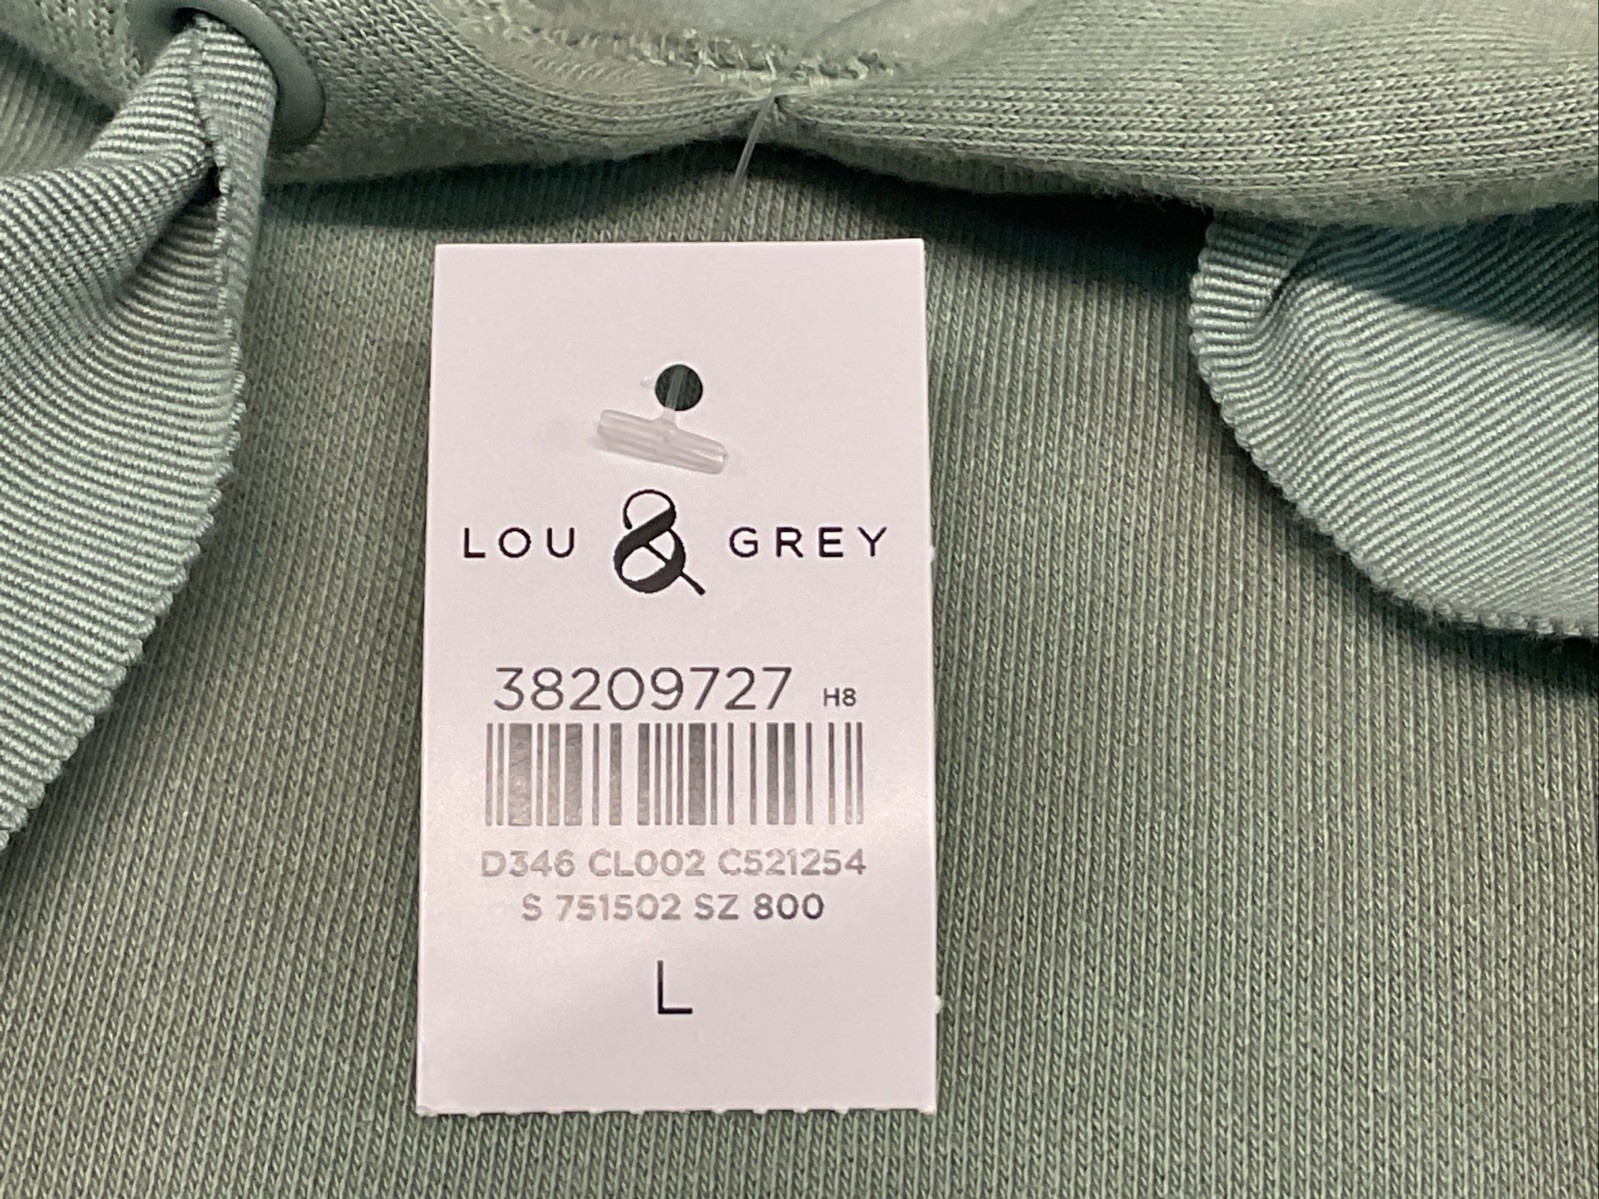 LOU & GREY
38209727 H8
D346 CL002 C521254
S 751502 SZ 800
L